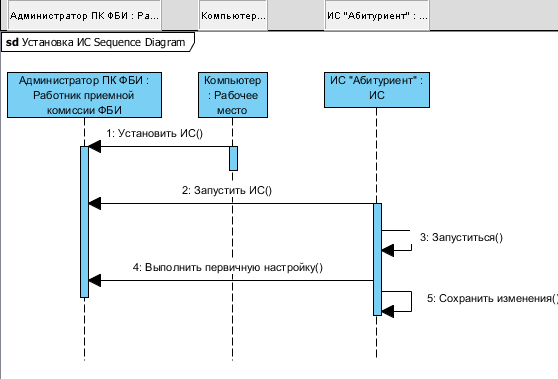 Администратор ПК ФБИ : Ра...
Компьютер...
ИС "Абитуриент" : ...
sd Установка ИС Sequence Diagram
Администратор ПК ФБИ :
Работник приемной
комиссии ФБИ
Компьютер
: Рабочее
место
ИС "Абитуриент" :
ИС
1: Установить ИС()
2: Запустить ИС()
3: Запуститься()
4: Выполнить первичную настройку()
5: Сохранить изменения()